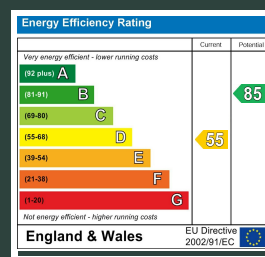 Energy Efficiency Rating
Current Potential
Very energy efficient - lower running costs
(92 plus) A
(81-91) B
85
(69-80) C
(55-68) D
55
(39-54) E
(21-38) F
(1-20) G
Not energy efficient - higher running costs
England & Wales
EU Directive
2002/91/EC